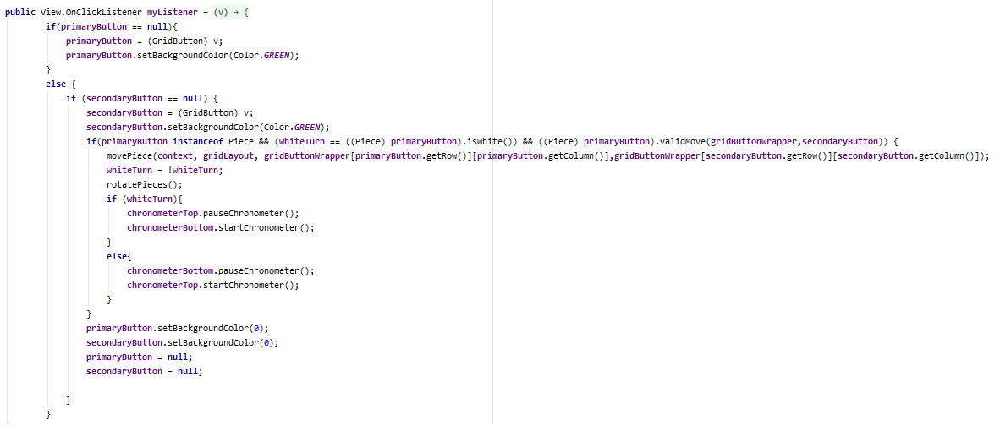 public View.OnClickListener myListener = (v) → {
        if(primaryButton == null){
            primaryButton = (GridButton) v;
            primaryButton.setBackgroundColor(Color.GREEN);
        }
        else {
            if (secondaryButton == null) {
                secondaryButton = (GridButton) v;
                secondaryButton.setBackgroundColor(Color.GREEN);
                if(primaryButton instanceof Piece && (whiteTurn == ((Piece) primaryButton).isWhite()) && ((Piece) primaryButton).validMove(gridButtonWrapper,secondaryButton)) {
                    movePiece(context, gridLayout, gridButtonWrapper[primaryButton.getRow()][primaryButton.getColumn()],gridButtonWrapper[secondaryButton.getRow()][secondaryButton.getColumn()]);
                    whiteTurn = !whiteTurn;
                    rotatePieces();
                    if (whiteTurn){
                        chronometerTop.pauseChronometer();
                        chronometerBottom.startChronometer();
                    }
                    else{
                        chronometerBottom.pauseChronometer();
                        chronometerTop.startChronometer();
                    }
                }
                primaryButton.setBackgroundColor(0);
                secondaryButton.setBackgroundColor(0);
                primaryButton = null;
                secondaryButton = null;

            }
        }